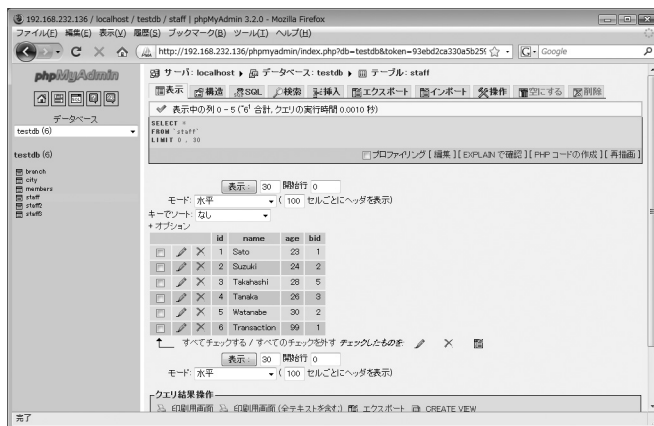 192.168.232.136 / localhost / testdb / staff | phpMyAdmin 3.2.0 - Mozilla Firefox
ファイル(F) 編集(E) 表示(V) 履歴(S) ブックマーク(B) ツール(T) ヘルプ(H)
http://192.168.232.136/phpmyadmin/index.php?db=testdb&token=93ebd2ca330a5b25
Google
phpMyAdmin
データベース
testdb (6)
testdb (6)
branch
city
members
staff
staff2
staff3
サーバ: localhost ▶ データベース: testdb ▶ テーブル: staff
表示 構造 SQL 検索 挿入 エクスポート インポート 操作 空にする 削除
表示中の列 0 - 5 (~6¹ 合計, クエリの実行時間 0.0010 秒)
SELECT *
FROM `staff`
LIMIT 0 , 30
プロファイリング [ 編集 ] [ EXPLAIN で確認 ] [ PHP コードの作成 ] [ 再描画 ]
表示 : 30 開始行 0
モード: 水平 ( 100 セルごとにヘッダを表示)
キーでソート: なし
+ オプション
id name age bid
1 Sato 23 1
2 Suzuki 24 2
3 Takahashi 28 5
4 Tanaka 26 3
5 Watanabe 30 2
6 Transaction 99 1
すべてチェックする / すべてのチェックを外す チェックしたものを:
表示 : 30 開始行 0
モード: 水平 ( 100 セルごとにヘッダを表示)
クエリ結果操作
印刷用画面 印刷用画面 (全テキストを含む) エクスポート CREATE VIEW
完了